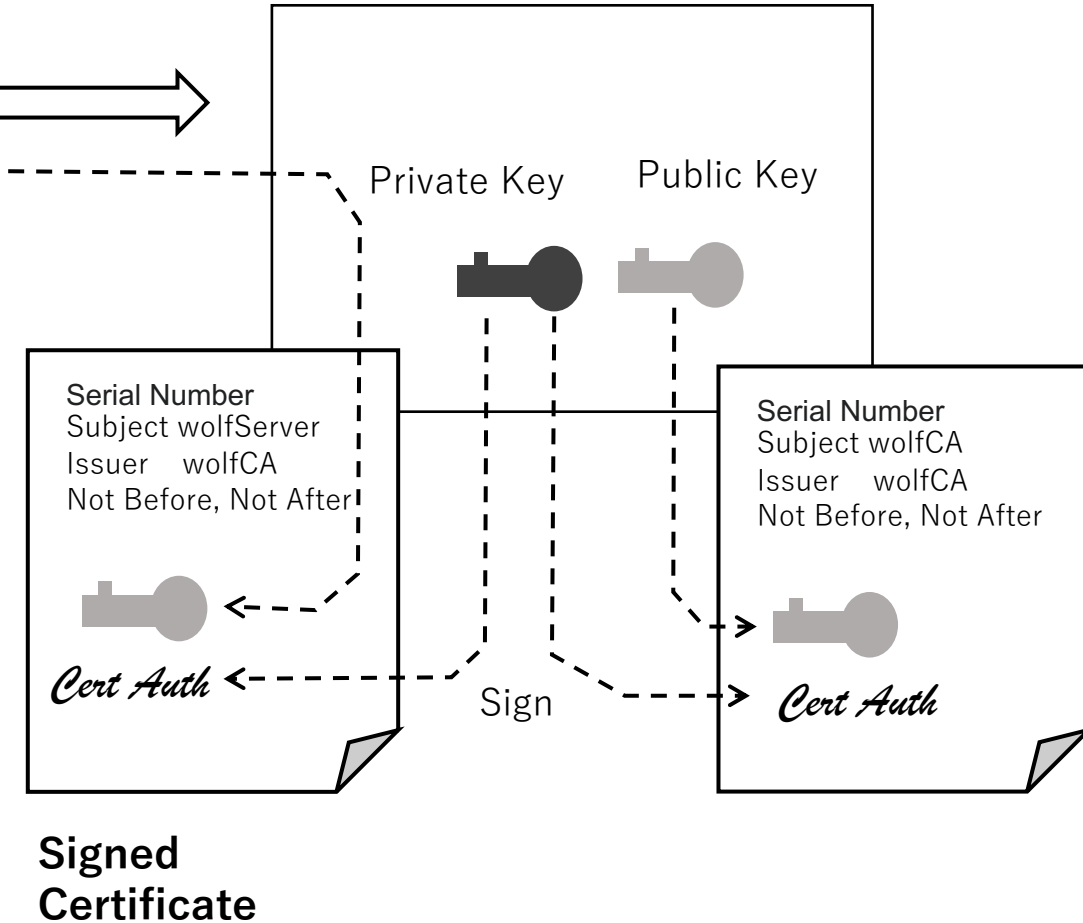 Private Key
Public Key
Serial Number
Subject wolfServer
Issuer wolfCA
Not Before, Not After
Cert Auth
Sign
Serial Number
Subject wolfCA
Issuer wolfCA
Not Before, Not After
Cert Auth
Signed
Certificate